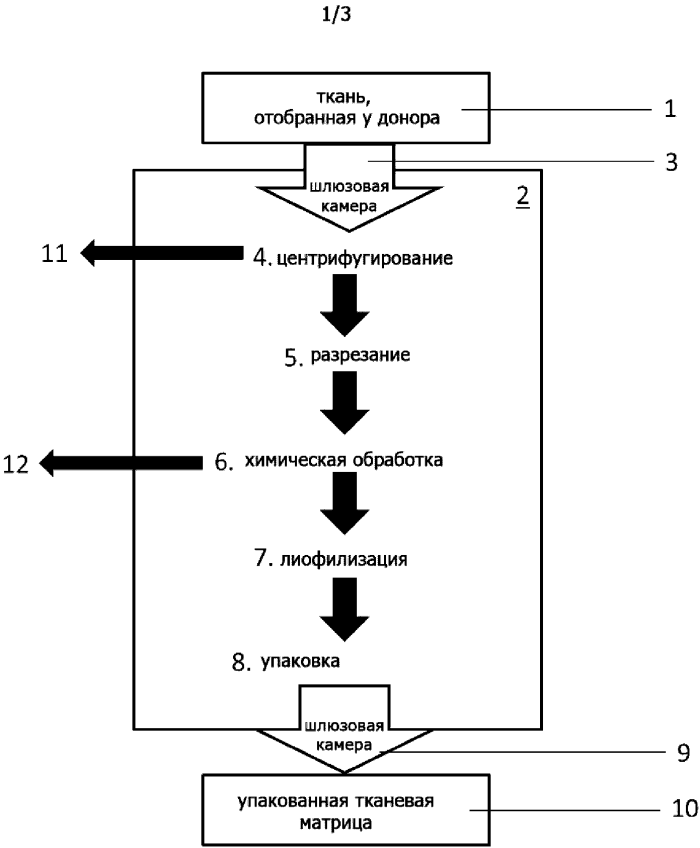 1/3
ткань,
отобранная у донора
1
3
шлюзовая
камера
2
11
4. центрифугирование
5. разрезание
12
6. химическая обработка
7. лиофилизация
8. упаковка
шлюзовая
камера
9
упакованная тканевая
матрица
10